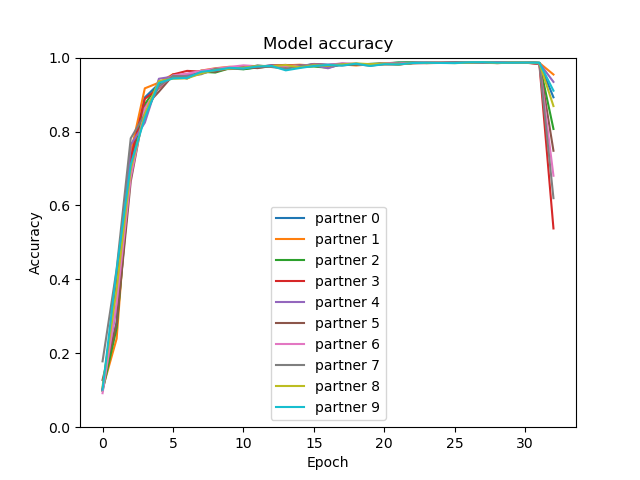 Model accuracy
1.0
0.8
0.6
0.4
0.2
0.0
Accuracy
partner 0
partner 1
partner 2
partner 3
partner 4
partner 5
partner 6
partner 7
partner 8
partner 9
0 5 10 15 20 25 30
Epoch